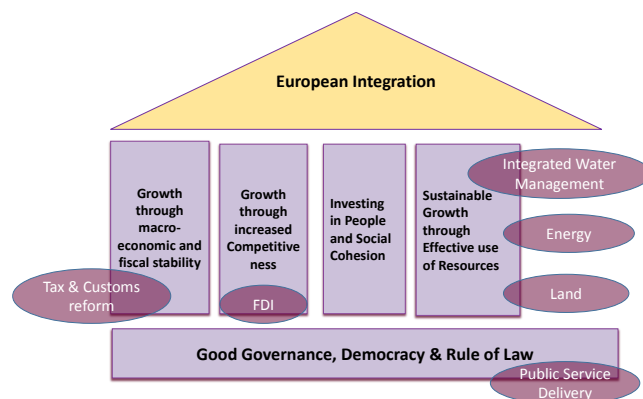 European Integration
Growth
through
macro-
economic and
fiscal stability
Growth
through
increased
Competitive
ness
Investing
in People
and Social
Cohesion
Sustainable
Growth
through
Effective use
of Resources
Integrated Water
Management
Energy
Land
Tax & Customs
reform
FDI
Good Governance, Democracy & Rule of Law
Public Service
Delivery